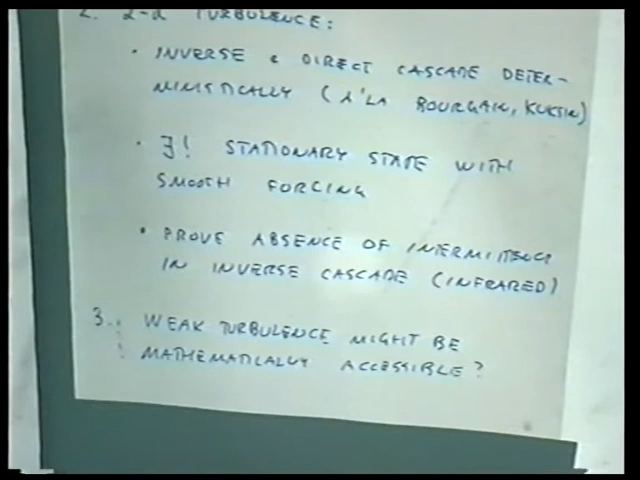 2. 2-d TURBULENCE:
• INVERSE & DIRECT CASCADE DETER-
MINISTICALLY (A'LA BOURGAIN, KUKSIN)
• ∃! STATIONARY STATE WITH
SMOOTH FORCING
• PROVE ABSENCE OF INTERMITTENCY
IN INVERSE CASCADE (INFRARED)
3. WEAK TURBULENCE MIGHT BE
MATHEMATICALLY ACCESSIBLE?